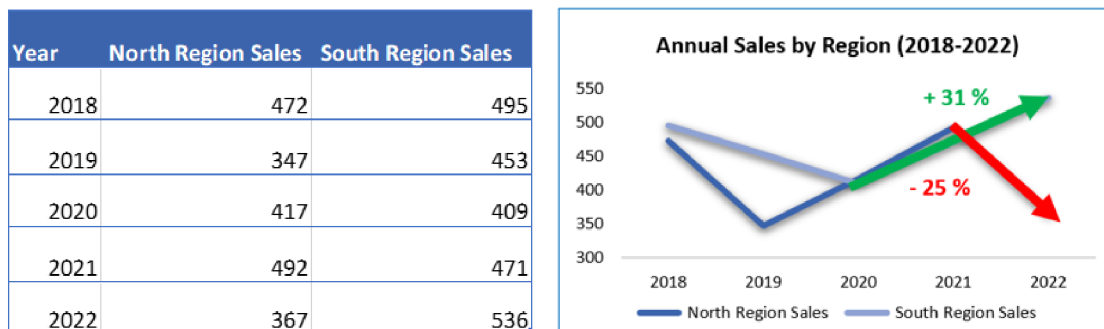 Year North Region Sales South Region Sales
2018 472 495
2019 347 453
2020 417 409
2021 492 471
2022 367 536
Annual Sales by Region (2018-2022)
550
500
450
400
350
300
+ 31 %
- 25 %
2018 2019 2020 2021 2022
North Region Sales South Region Sales